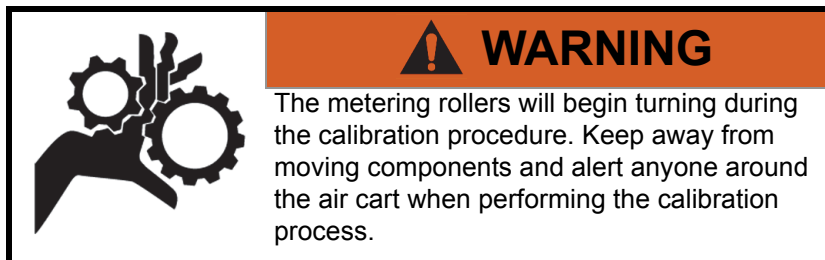 WARNING
The metering rollers will begin turning during
the calibration procedure. Keep away from
moving components and alert anyone around
the air cart when performing the calibration
process.